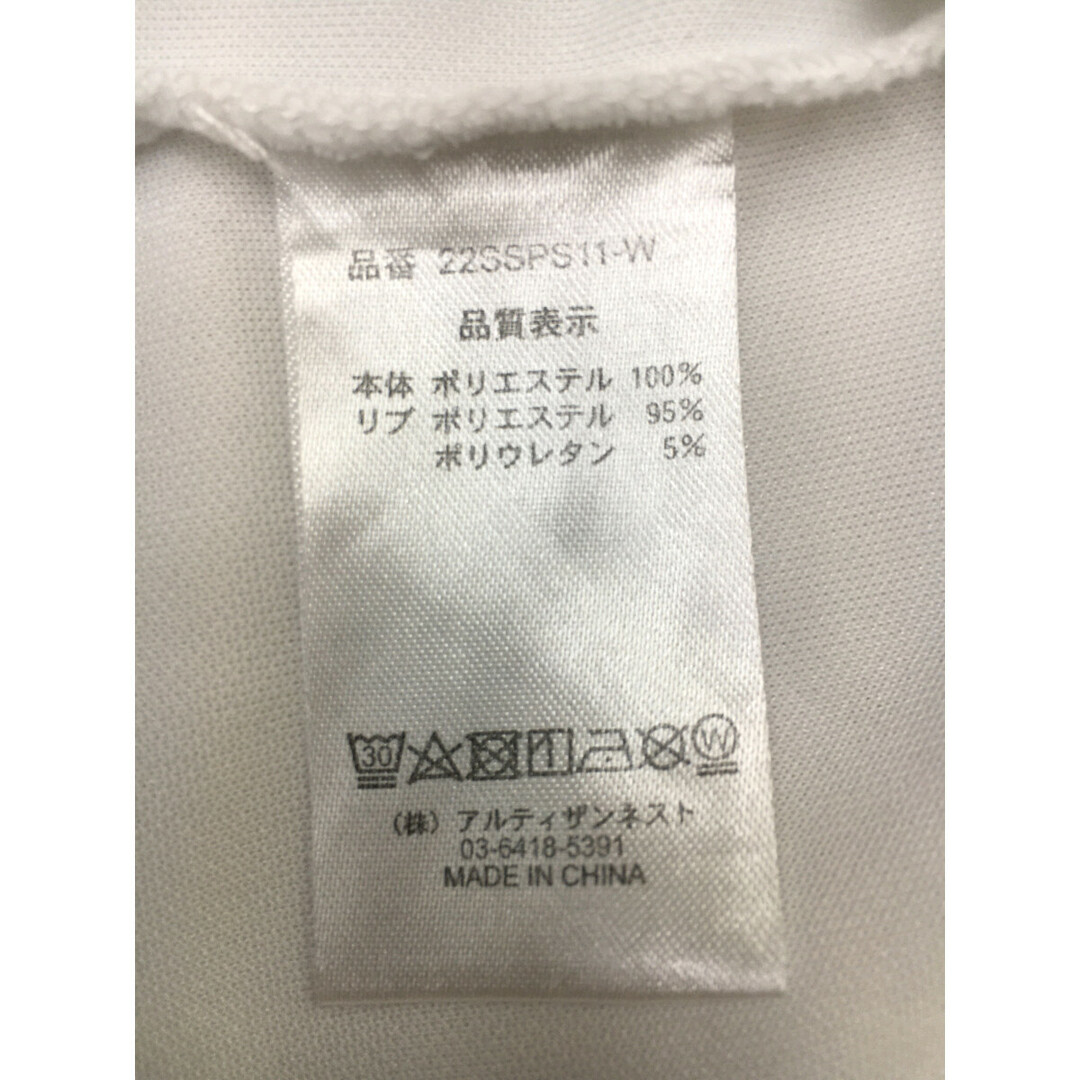 品番 22SSPS11-W
品質表示
本体 ポリエステル 100%
リブ ポリエステル 95%
ポリウレタン 5%
30 W
(株) アルティザンネスト
03-6418-5391
MADE IN CHINA